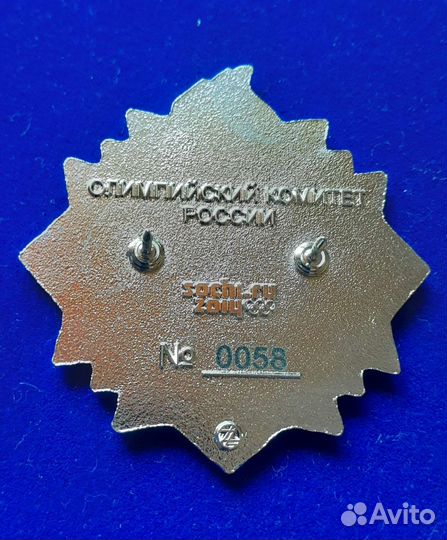 ОЛИМПИЙСКИЙ КОМИТЕТ
РОССИИ
sochi.ru
2014
№ 0058
Avito